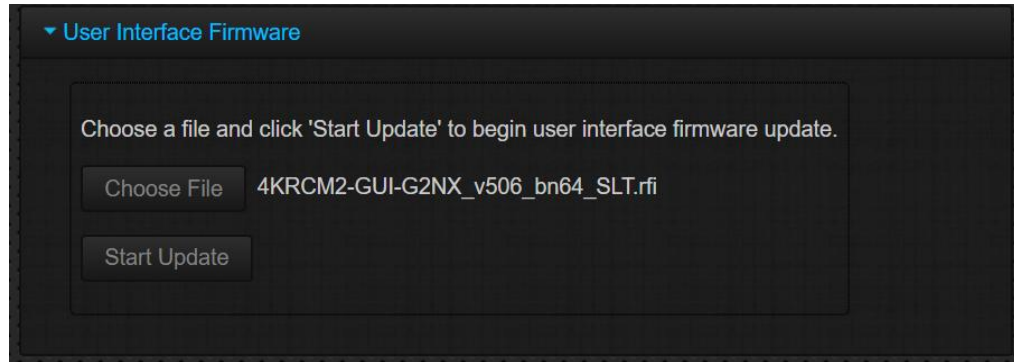 User Interface Firmware
Choose a file and click 'Start Update' to begin user interface firmware update.
Choose File 4KRCM2-GUI-G2NX_v506_bn64_SLT.rfi
Start Update